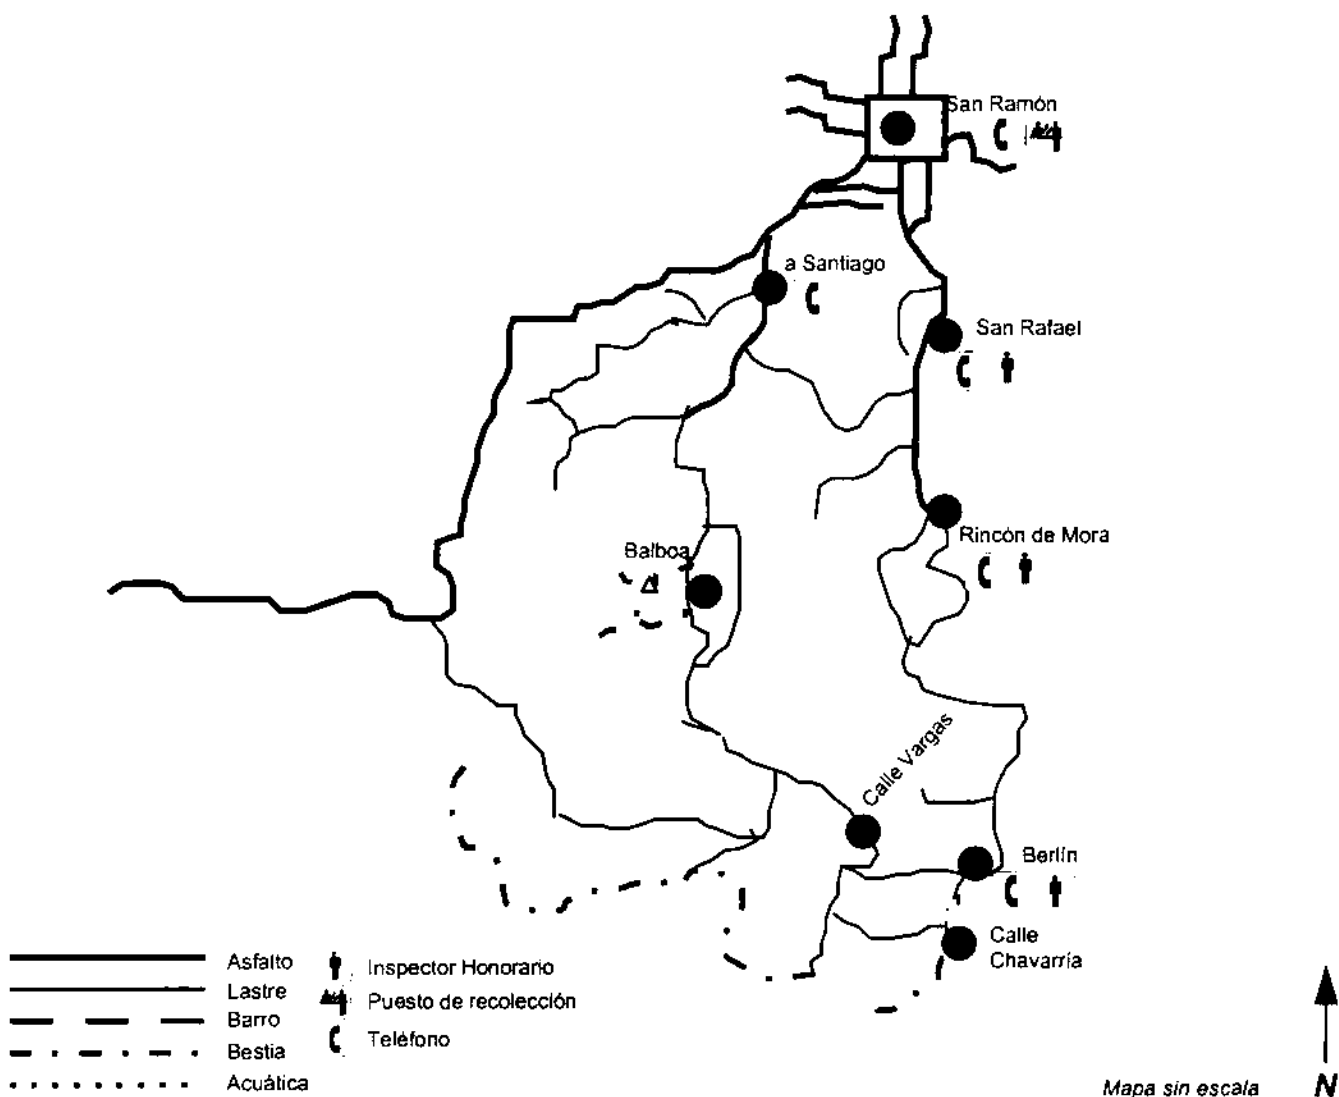 San Ramón
a Santiago
San Rafael
Rincón de Mora
Balboa
Calle Vargas
Berlín
Calle
Chavarría
Asfalto
Lastre
Barro
Bestia
Acuática
Inspector Honorario
Puesto de recolección
Teléfono
Mapa sin escala
N